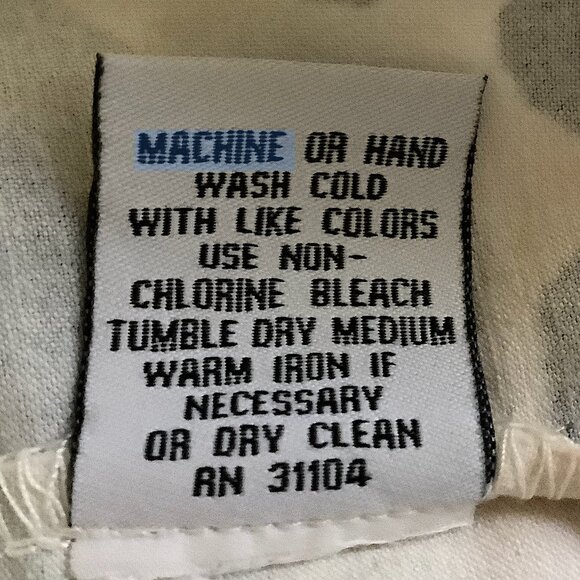 MACHINE OR HAND
WASH COLD
WITH LIKE COLORS
USE NON-
CHLORINE BLEACH
TUMBLE DRY MEDIUM
WARM IRON IF
NECESSARY
OR DRY CLEAN
RN 31104